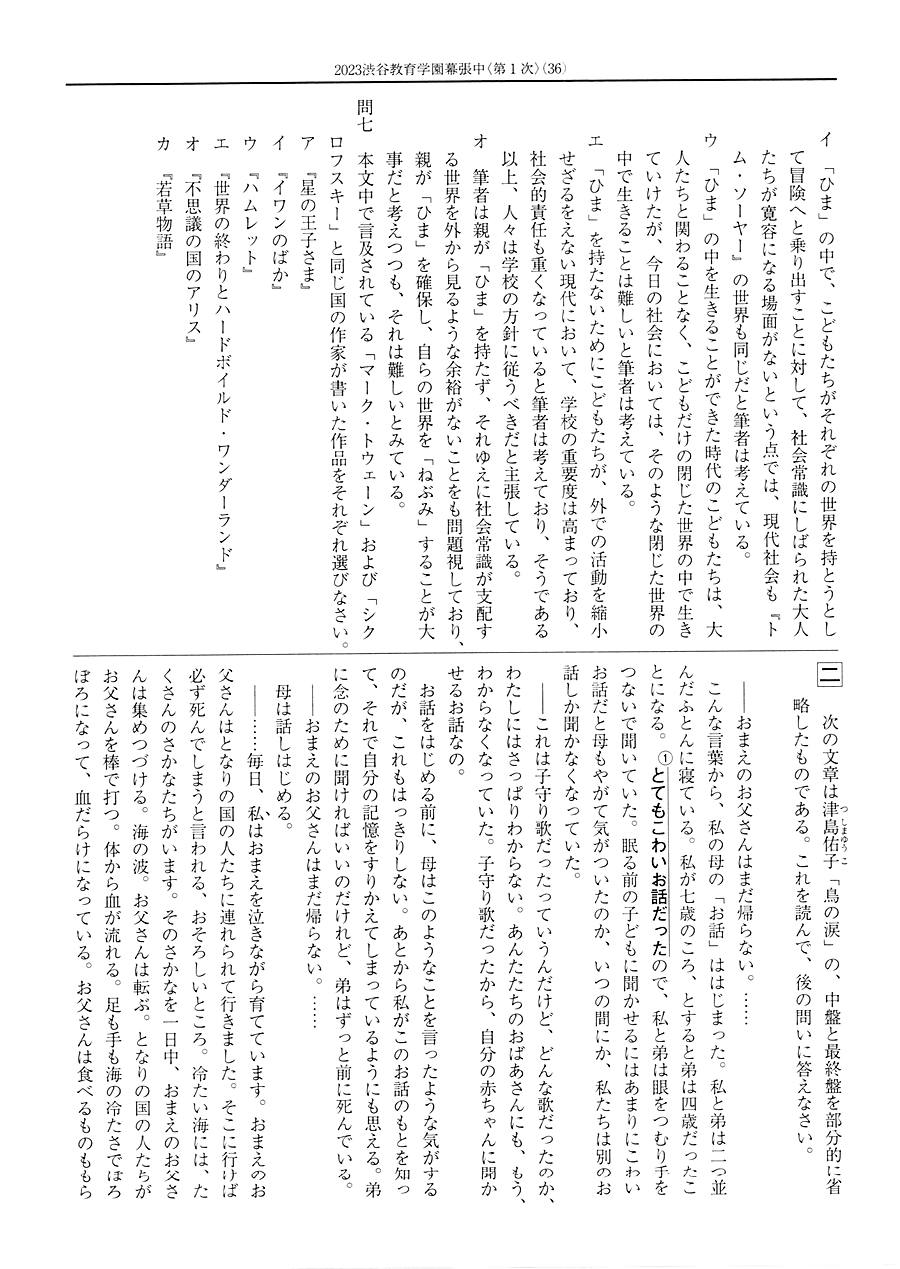 2023渋谷教育学園幕張中〈第1次〉(36)
イ　「ひま」の中で、こどもたちがそれぞれの世界を持とうとし
て冒険へと乗り出すことに対して、社会常識にしばられた大人
たちが寛容になる場面がないという点では、現代社会も『ト
ム・ソーヤー』の世界も同じだと筆者は考えている。
ウ　「ひま」の中を生きることができた時代のこどもたちは、大
人たちと関わることなく、こどもだけの閉じた世界の中で生き
ていけたが、今日の社会においては、そのような閉じた世界の
中で生きることは難しいと筆者は考えている。
エ　「ひま」を持たないためにこどもたちが、外での活動を縮小
せざるをえない現代において、学校の重要度は高まっており、
社会的責任も重くなっていると筆者は考えており、そうである
以上、人々は学校の方針に従うべきだと主張している。
オ　筆者は親が「ひま」を持たず、それゆえに社会常識が支配す
る世界を外から見るような余裕がないことをも問題視しており、
親が「ひま」を確保し、自らの世界を「ねぶみ」することが大
事だと考えつつも、それは難しいとみている。
問七　本文中で言及されている「マーク・トウェーン」および「シク
ロフスキー」と同じ国の作家が書いた作品をそれぞれ選びなさい。
ア　『星の王子さま』
イ　『イワンのばか』
ウ　『ハムレット』
エ　『世界の終わりとハードボイルド・ワンダーランド』
オ　『不思議の国のアリス』
カ　『若草物語』
二　次の文章は津島佑子「鳥の涙」の、中盤と最終盤を部分的に省
つしまゆうこ
略したものである。これを読んで、後の問いに答えなさい。
――おまえのお父さんはまだ帰らない。……
こんな言葉から、私の母の「お話」ははじまった。私と弟は二つ並
んだふとんに寝ている。私が七歳のころ、とすると弟は四歳だったこ
とになる。①とてもこわいお話だったので、私と弟は眼をつむり手を
つないで聞いていた。眠る前の子どもに聞かせるにはあまりにこわい
お話だと母もやがて気がついたのか、いつの間にか、私たちは別のお
話しか聞かなくなっていた。
――これは子守り歌だったっていうんだけど、どんな歌だったのか、
わたしにはさっぱりわからない。あんたたちのおばあさんにも、もう、
わからなくなっていた。子守り歌だったから、自分の赤ちゃんに聞か
せるお話なの。
お話をはじめる前に、母はこのようなことを言ったような気がする
のだが、これもはっきりしない。あとから私がこのお話のもとを知っ
て、それで自分の記憶をすりかえてしまっているようにも思える。弟
に念のために聞ければいいのだけれど、弟はずっと前に死んでいる。
――おまえのお父さんはまだ帰らない。……
母は話しはじめる。
――……毎日、私はおまえを泣きながら育てています。おまえのお
父さんはとなりの国の人たちに連れられて行きました。そこに行けば
必ず死んでしまうと言われる、おそろしいところ。冷たい海には、た
くさんのさかなたちがいます。そのさかなを一日中、おまえのお父さ
んは集めつづける。海の波。お父さんは転ぶ。となりの国の人たちが
お父さんを棒で打つ。体から血が流れる。足も手も海の冷たさでぼろ
ぼろになって、血だらけになっている。お父さんは食べるものももら